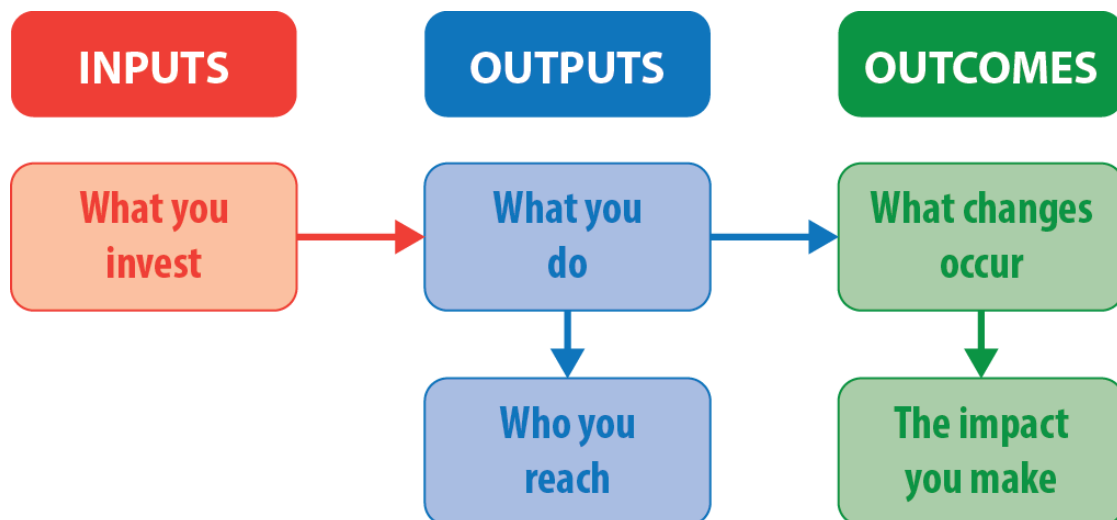 INPUTS
OUTPUTS
OUTCOMES
What you
invest
What you
do
What changes
occur
Who you
reach
The impact
you make